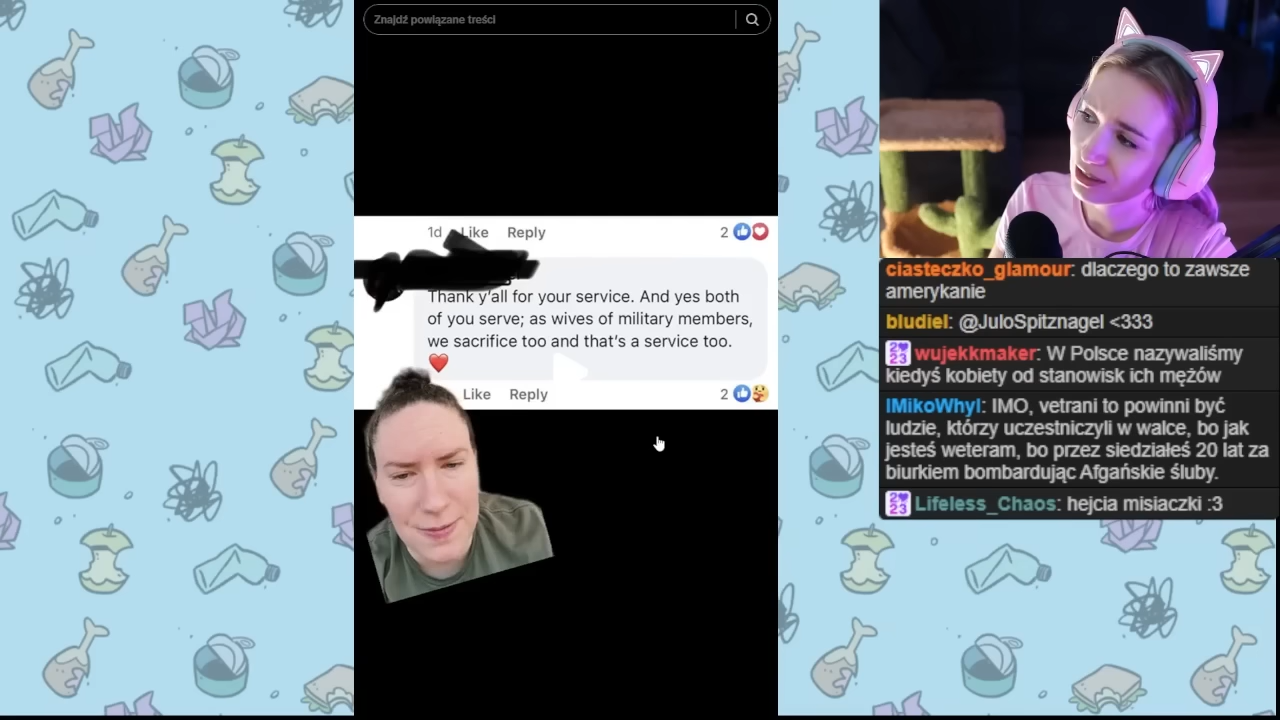 Znajdź powiązane treści
1d Like Reply 2
Thank y'all for your service. And yes both
of you serve; as wives of military members,
we sacrifice too and that's a service too.
Like Reply 2
ciasteczko_glamour: dlaczego to zawsze
amerykanie
bludiel: @JuloSpitznagel <333
wujekkmaker: W Polsce nazywaliśmy
kiedyś kobiety od stanowisk ich mężów
IMikoWhyI: IMO, vetrani to powinni być
ludzie, którzy uczestniczyli w walce, bo jak
jesteś weteram, bo przez siedziałeś 20 lat za
biurkiem bombardując Afgańskie śluby.
Lifeless_Chaos: hejcia misiaczki :3